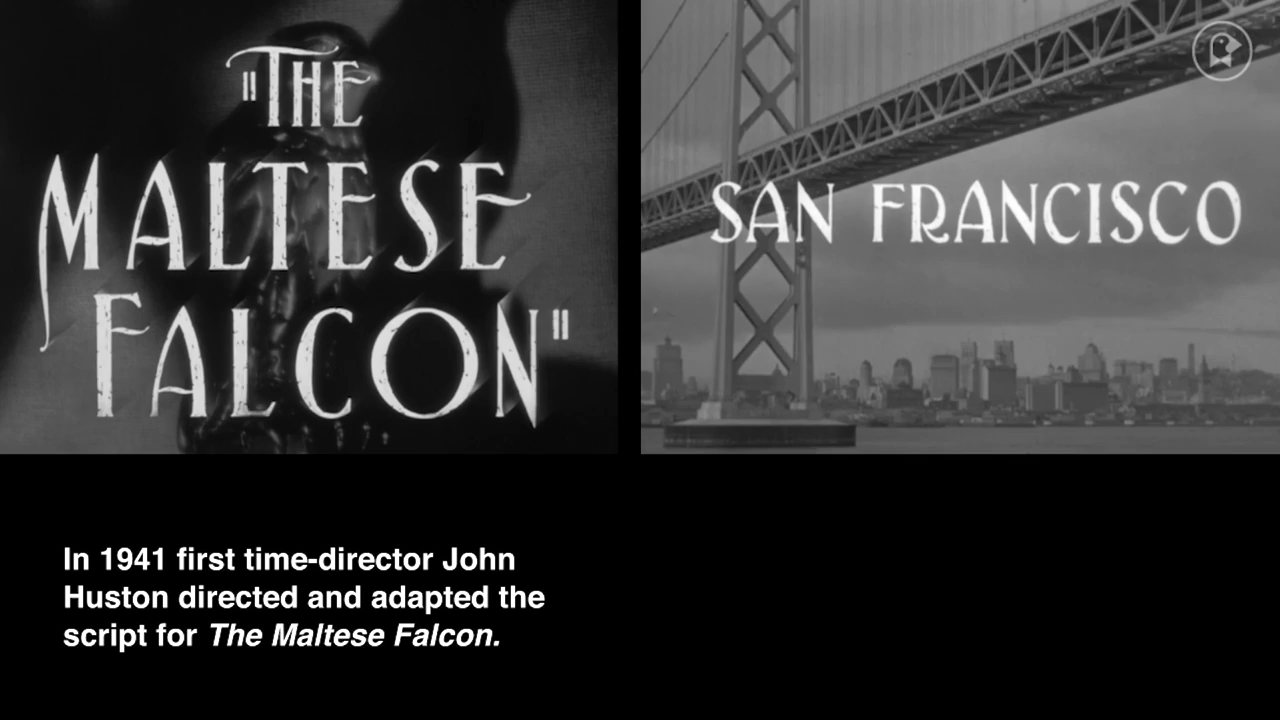 "THE
MALTESE
FALCON"
SAN FRANCISCO
In 1941 first time-director John
Huston directed and adapted the
script for The Maltese Falcon.